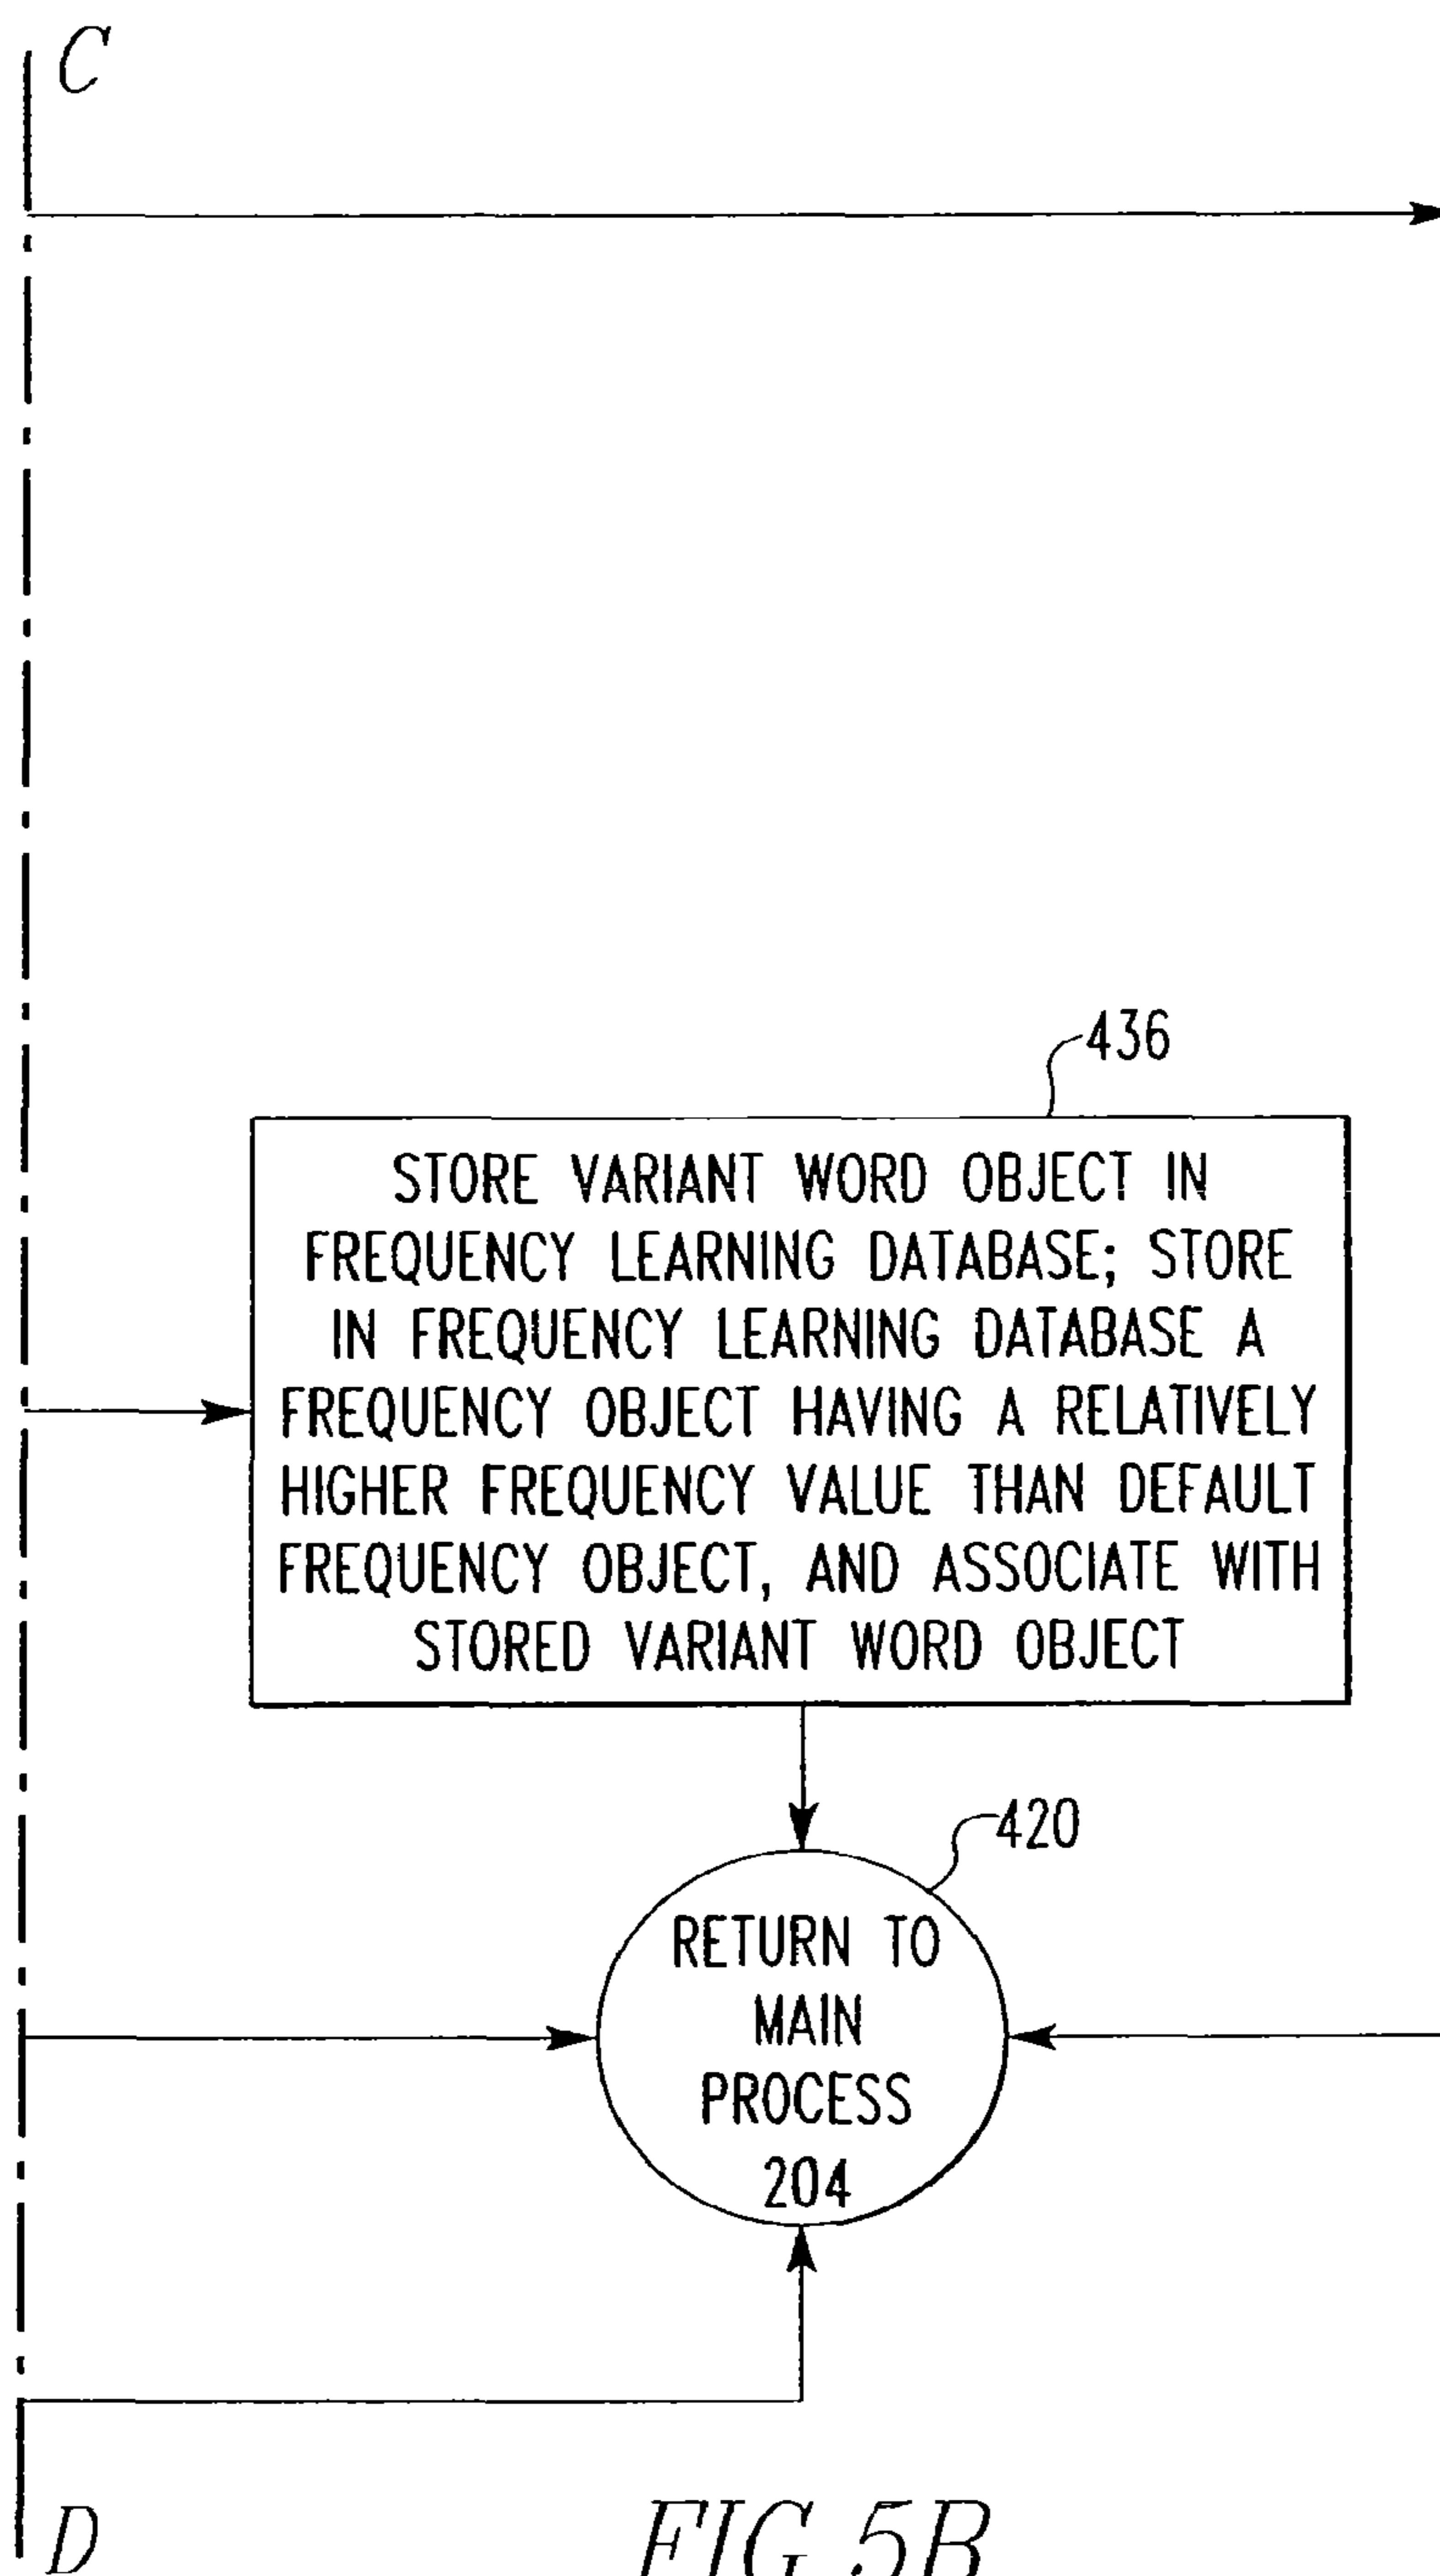 C
436
STORE VARIANT WORD OBJECT IN
FREQUENCY LEARNING DATABASE; STORE
IN FREQUENCY LEARNING DATABASE A
FREQUENCY OBJECT HAVING A RELATIVELY
HIGHER FREQUENCY VALUE THAN DEFAULT
FREQUENCY OBJECT, AND ASSOCIATE WITH
STORED VARIANT WORD OBJECT
420
RETURN TO
MAIN
PROCESS
204
D
FIG. 5B